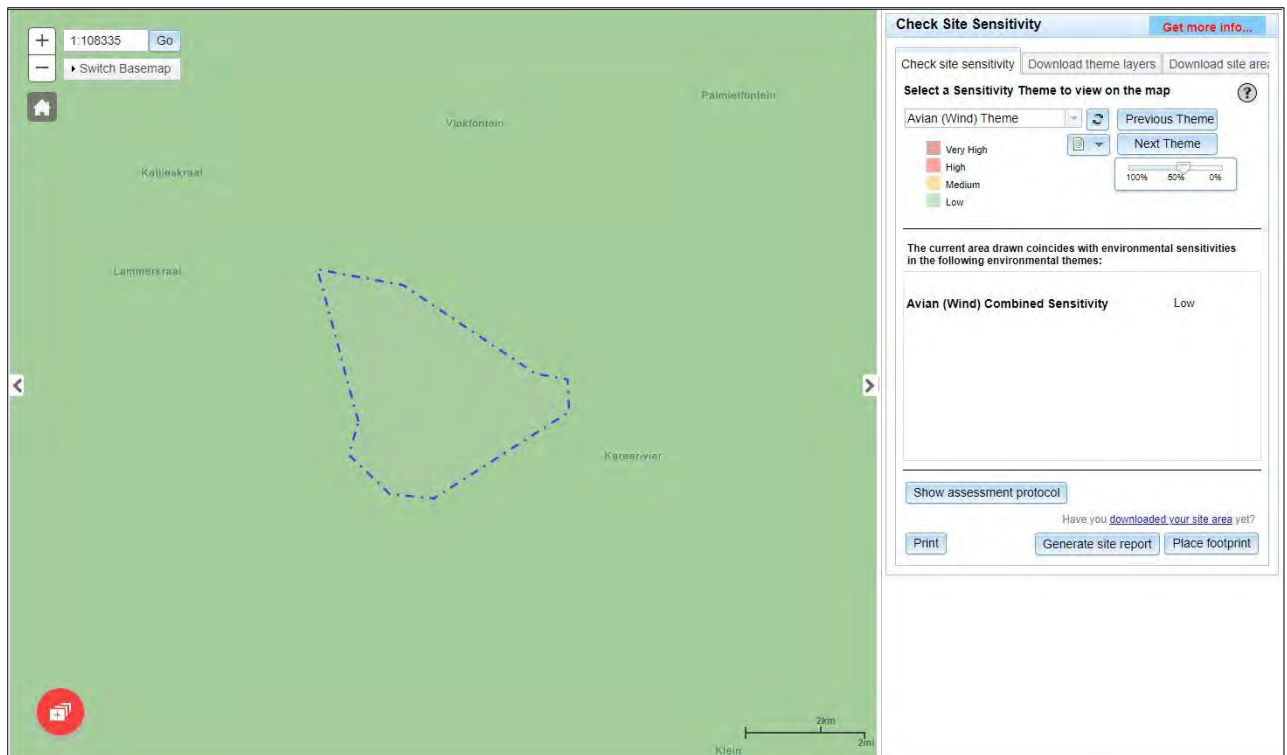 +
1:108335 Go
−
Switch Basemap
Palmietfontein
Vlakfontein
Kallieskraal
Lammerkraal
Kareerivier
2km
2mi
Klein
Check Site Sensitivity
Get more info...
Check site sensitivity Download theme layers Download site area
Select a Sensitivity Theme to view on the map ?
Avian (Wind) Theme Previous Theme
Next Theme
Very High
High
Medium
Low
100% 50% 0%
The current area drawn coincides with environmental sensitivities
in the following environmental themes:
Avian (Wind) Combined Sensitivity Low
Show assessment protocol
Have you downloaded your site area yet?
Print Generate site report Place footprint